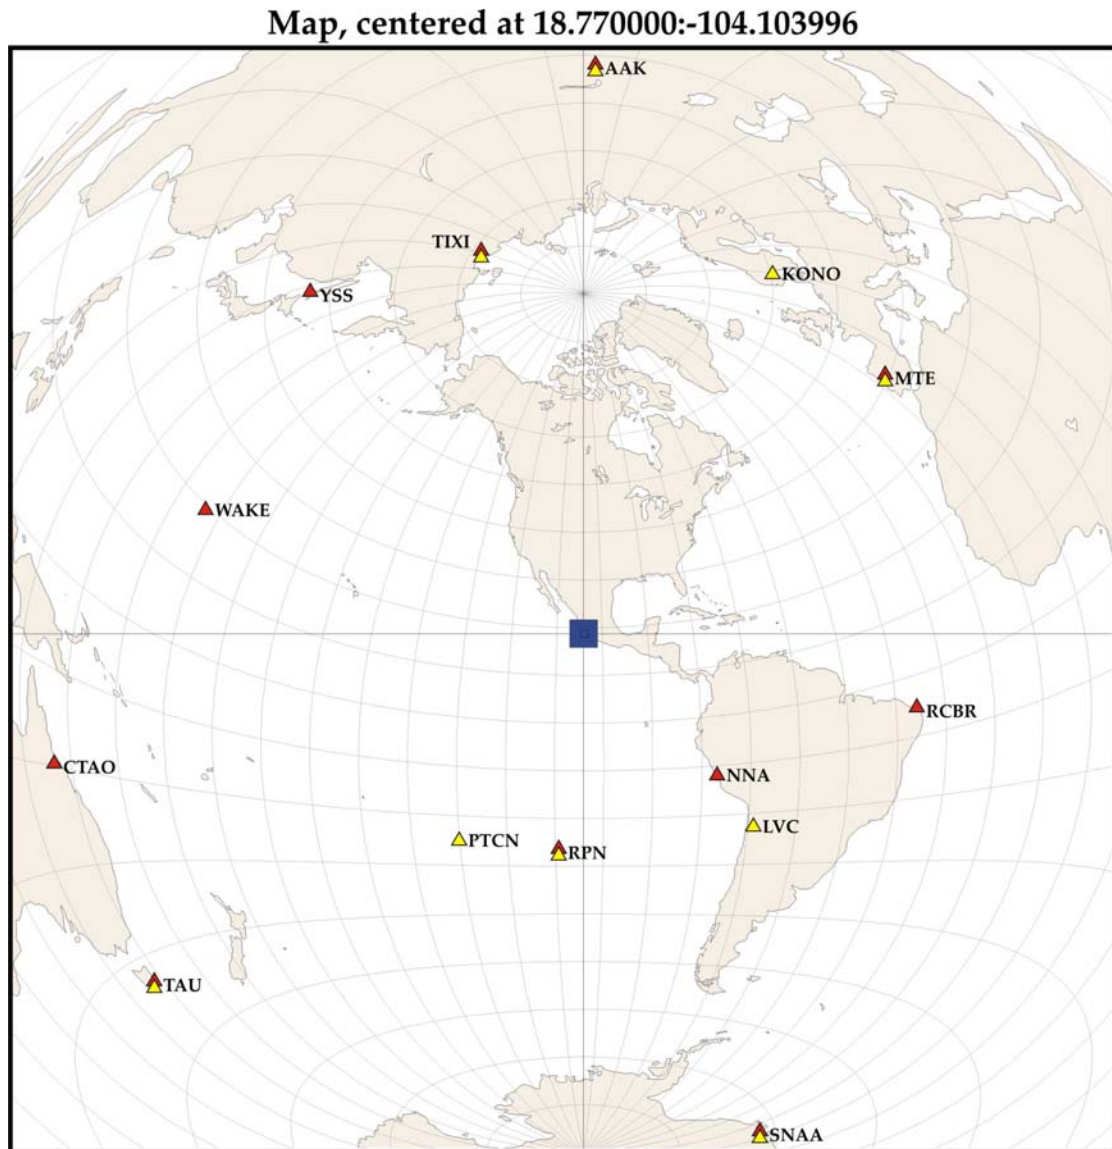 Map, centered at 18.770000:-104.103996
AAK
TIXI
KONO
YSS
MTE
WAKE
RCBR
CTAO
NNA
LVC
PTCN
RPN
TAU
SNAA